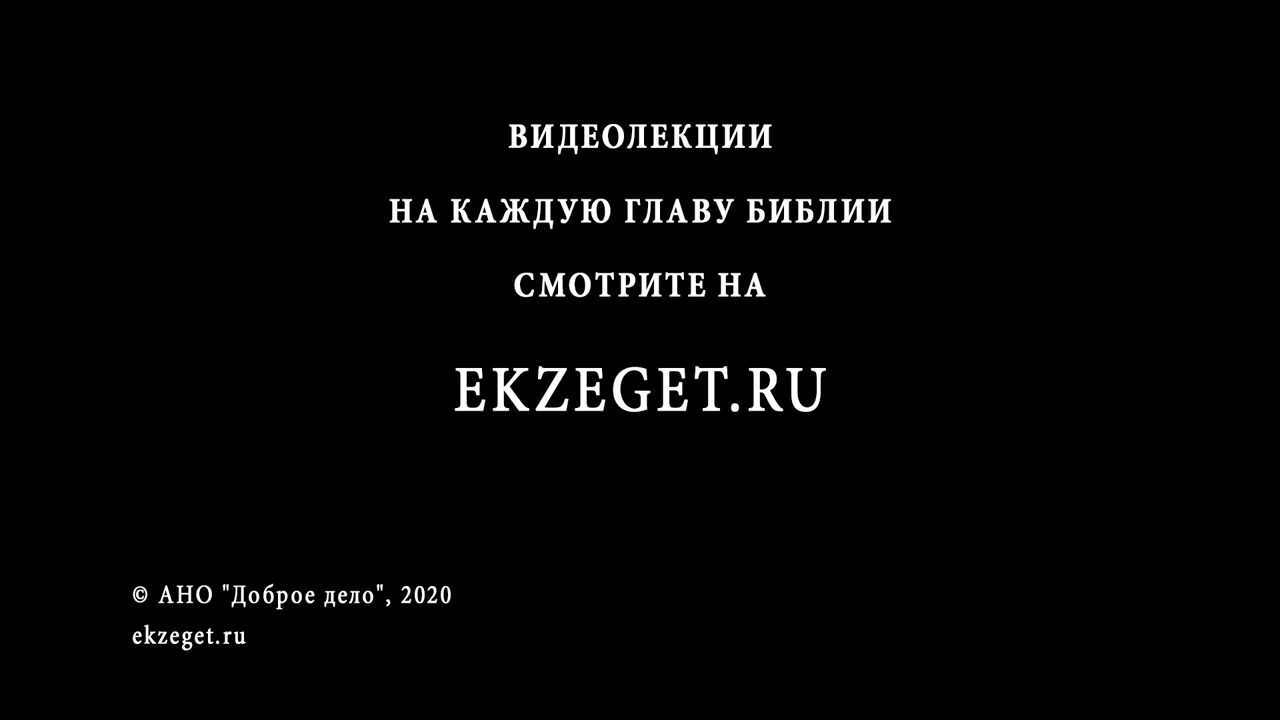 ВИДЕОЛЕКЦИИ
НА КАЖДУЮ ГЛАВУ БИБЛИИ
СМОТРИТЕ НА
EKZEGET.RU
© АНО "Доброе дело", 2020
ekzeget.ru